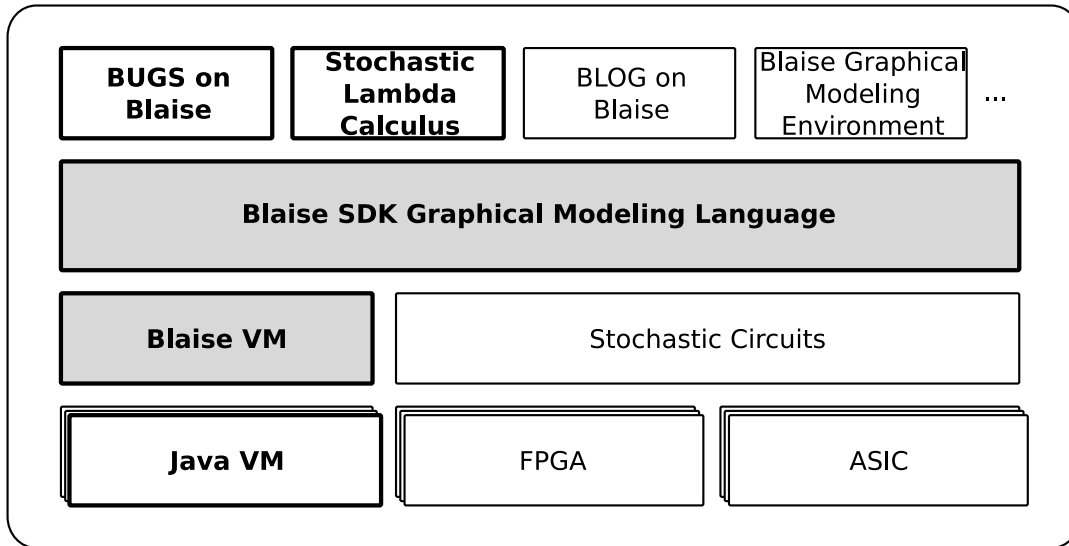 BUGS on
Blaise
Stochastic
Lambda
Calculus
BLOG on
Blaise
Blaise Graphical
Modeling
Environment
...
Blaise SDK Graphical Modeling Language
Blaise VM
Stochastic Circuits
Java VM
FPGA
ASIC